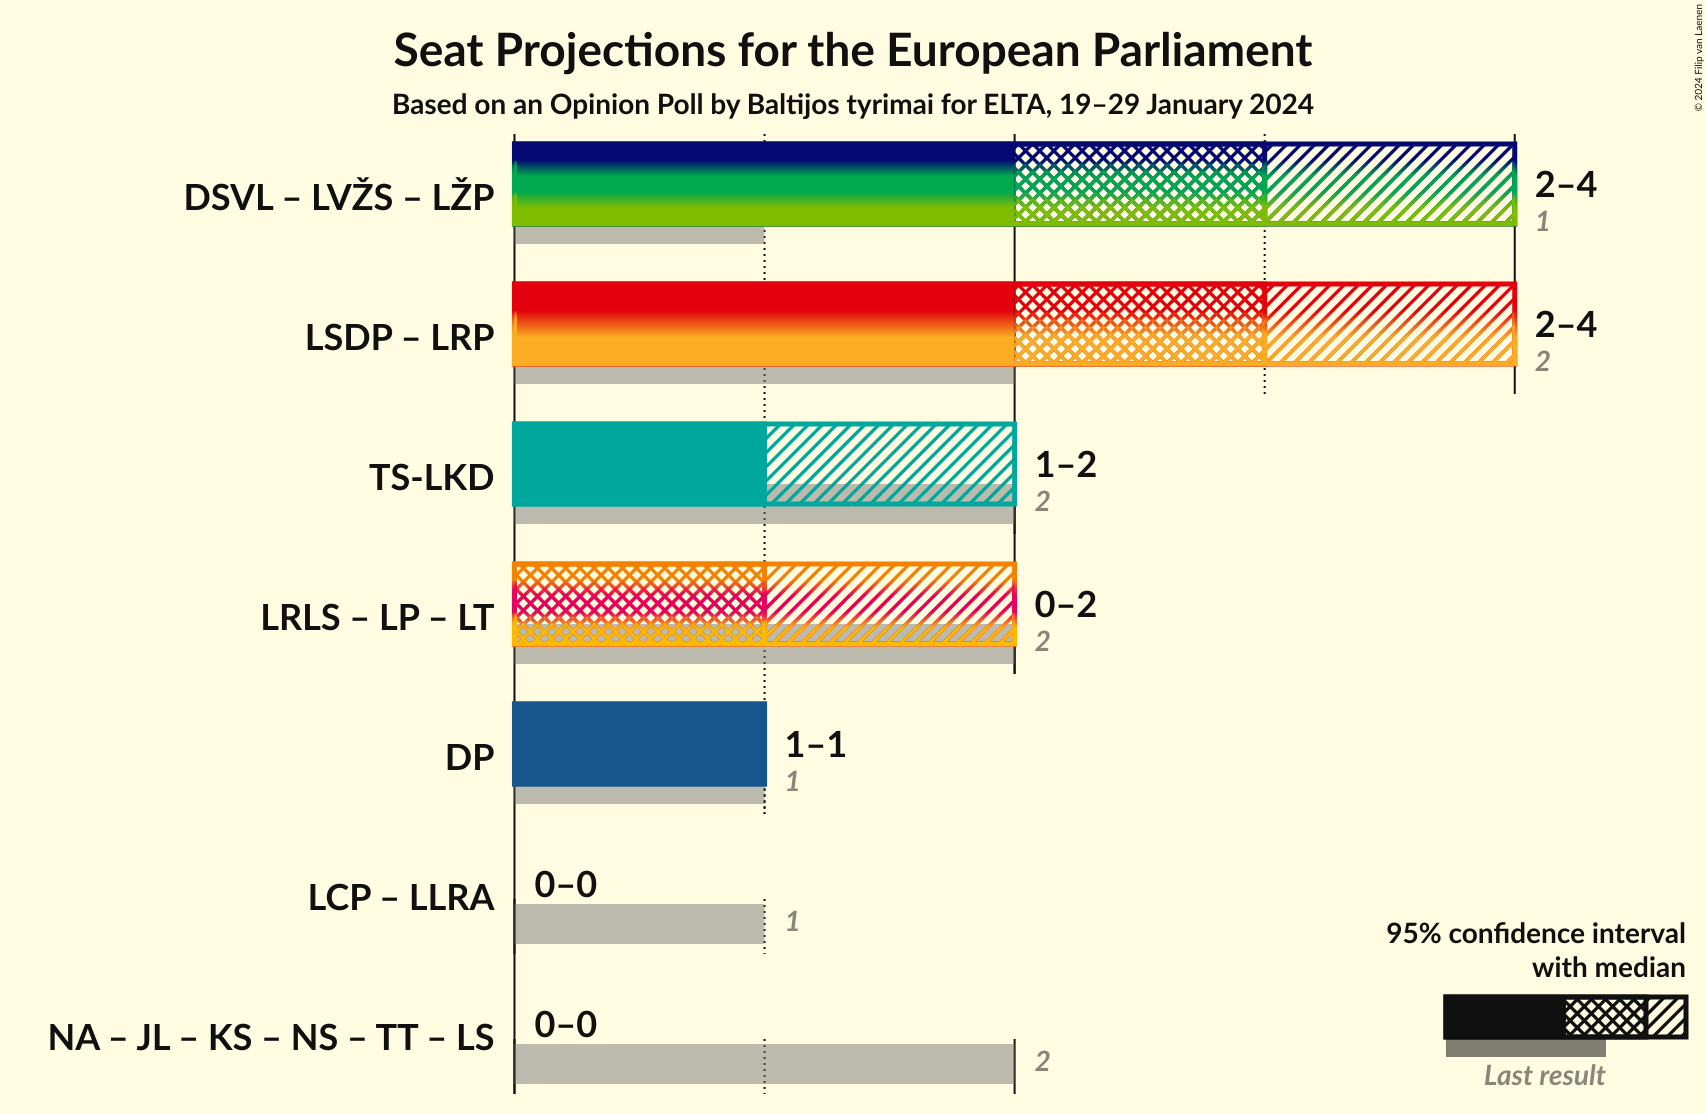 Seat Projections for the European Parliament
Based on an Opinion Poll by Baltijos tyrimai for ELTA, 19–29 January 2024
© 2024 Filip van Laenen
DSVL – LVŽS – LŽP
2–4
1
LSDP – LRP
2–4
2
TS-LKD
1–2
2
LRLS – LP – LT
0–2
2
DP
1–1
1
LCP – LLRA
0–0
1
NA – JL – KS – NS – TT – LS
0–0
2
95% confidence interval
with median
Last result